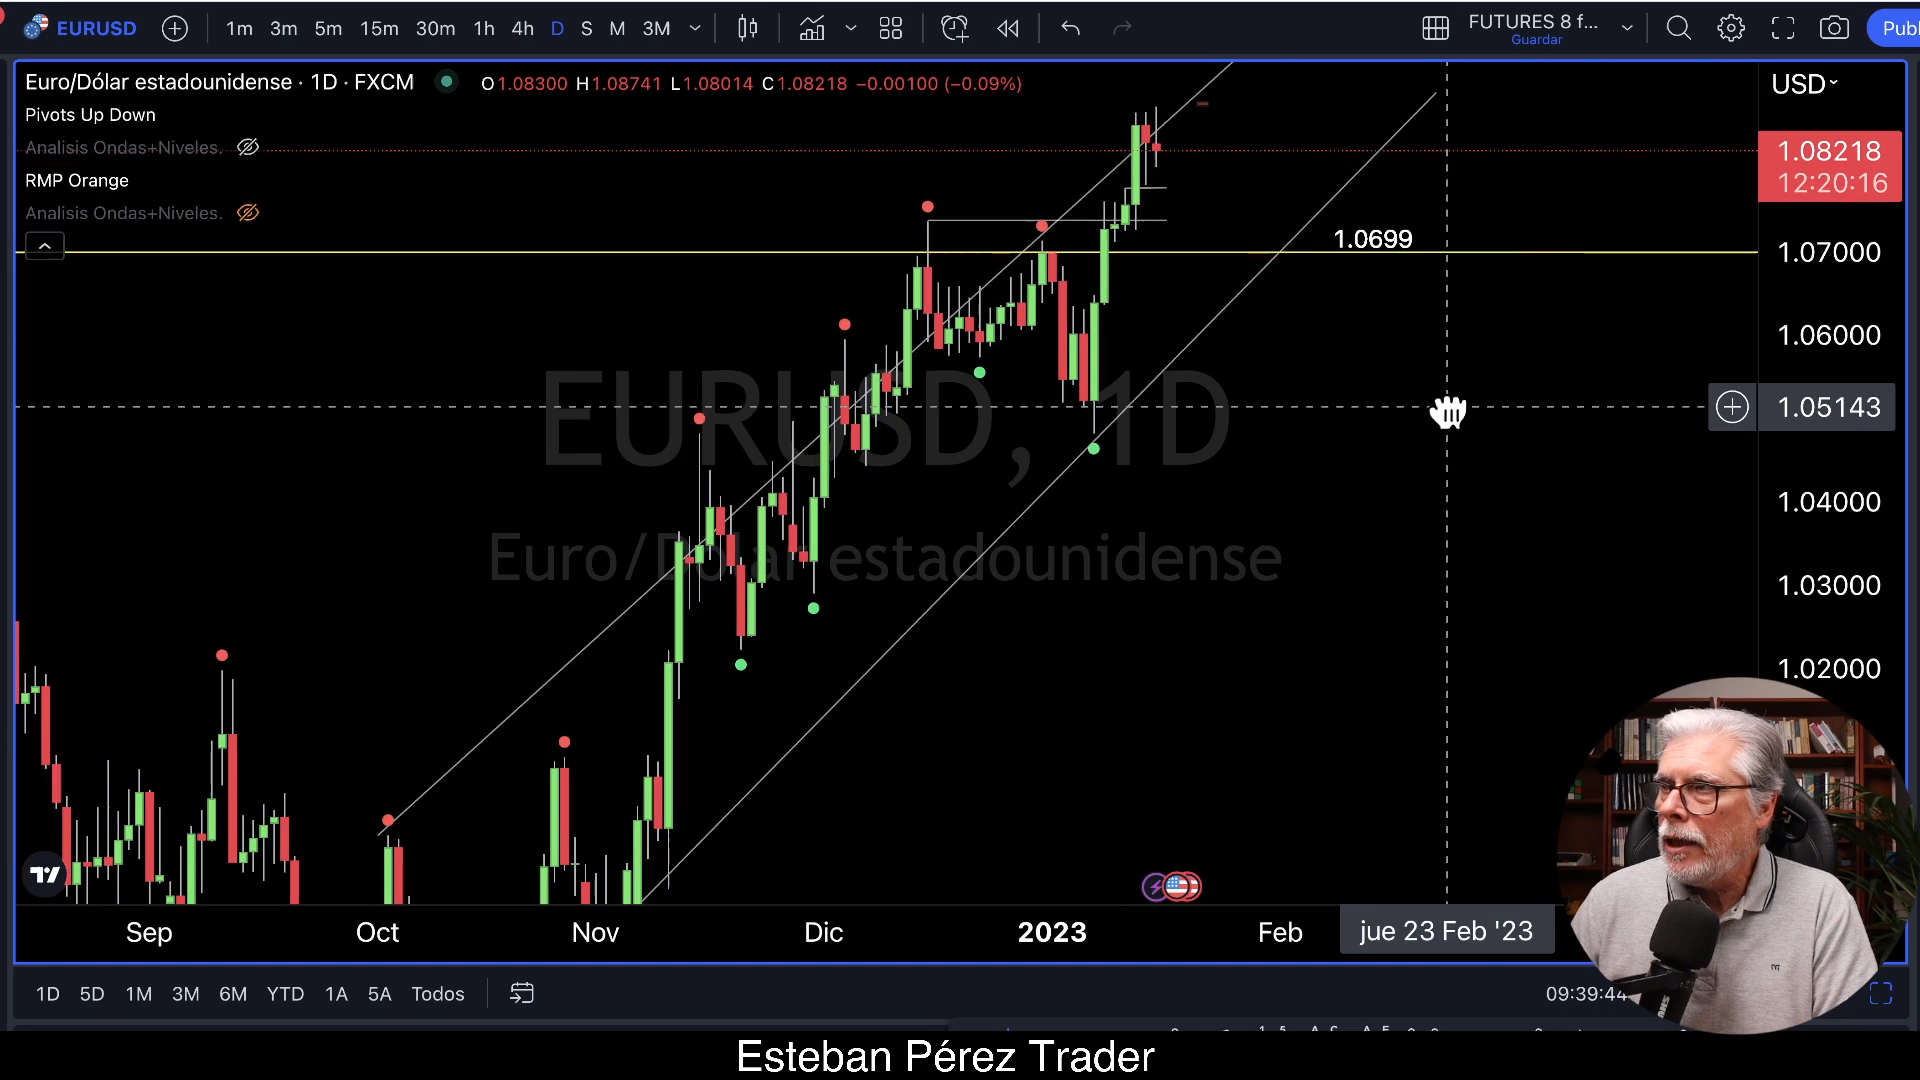 EURUSD 1m 3m 5m 15m 30m 1h 4h D S M 3M FUTURES 8 f... Guardar
Euro/Dólar estadounidense · 1D · FXCM O1.08300 H1.08741 L1.08014 C1.08218 −0.00100 (−0.09%) USD
Pivots Up Down
Analisis Ondas+Niveles.
1.08218
RMP Orange
12:20:16
Analisis Ondas+Niveles.
1.0699
1.07000
1.06000
1.05143
EURUSD, 1D
1.04000
Euro/Dólar estadounidense
1.03000
1.02000
Sep Oct Nov Dic 2023 Feb jue 23 Feb '23
1D 5D 1M 3M 6M YTD 1A 5A Todos 09:39:44
Esteban Pérez Trader